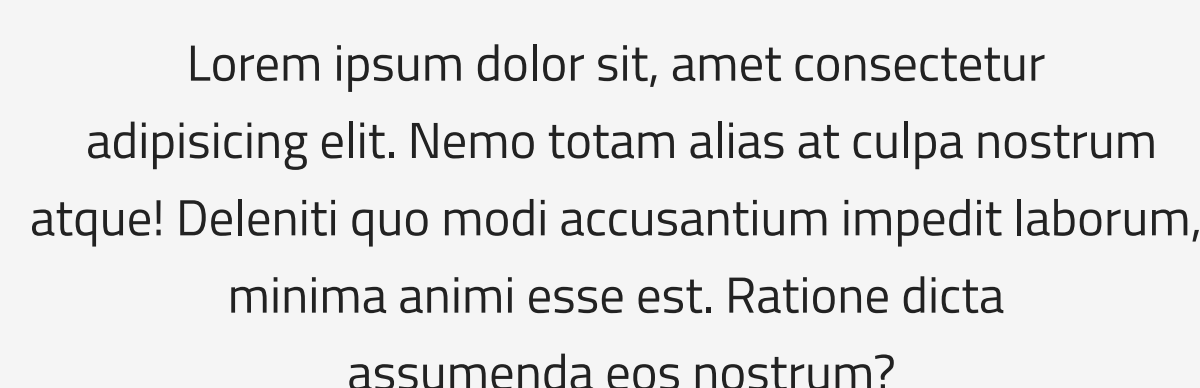 Lorem ipsum dolor sit, amet consectetur
adipisicing elit. Nemo totam alias at culpa nostrum
atque! Deleniti quo modi accusantium impedit laborum,
minima animi esse est. Ratione dicta
assumenda eos nostrum?